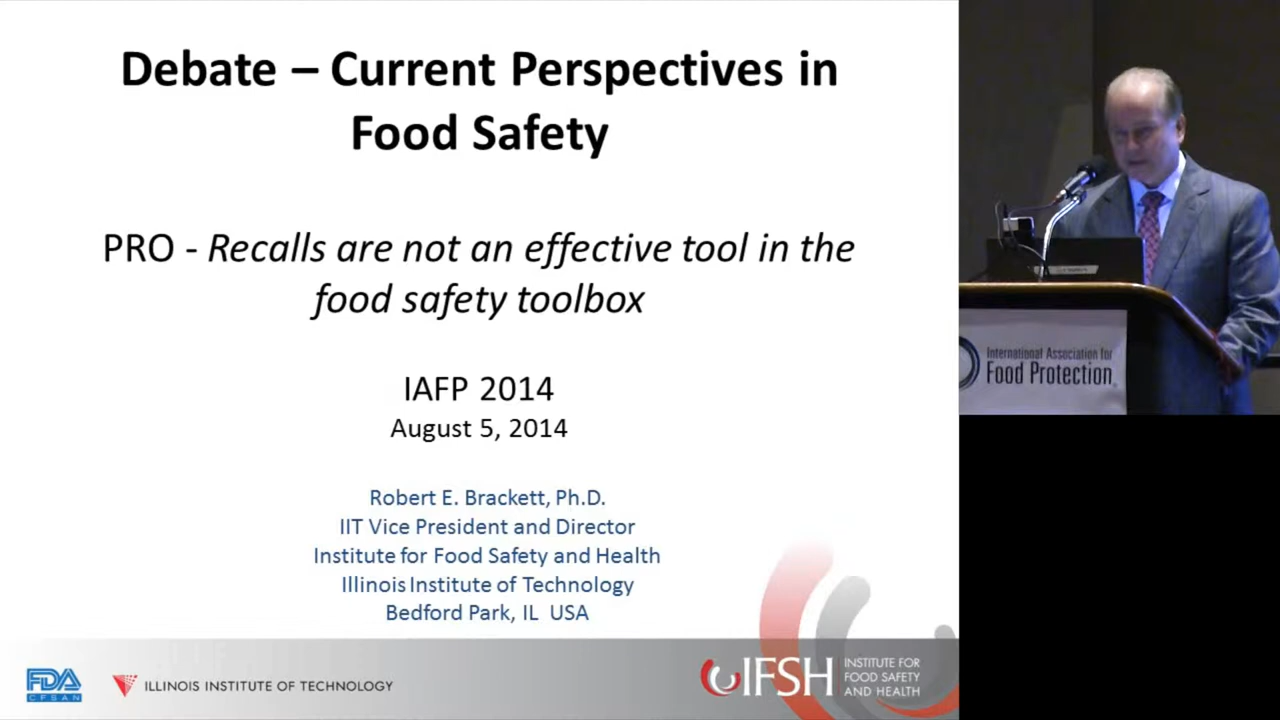 Debate – Current Perspectives in
Food Safety
PRO - Recalls are not an effective tool in the
food safety toolbox
IAFP 2014
August 5, 2014
Robert E. Brackett, Ph.D.
IIT Vice President and Director
Institute for Food Safety and Health
Illinois Institute of Technology
Bedford Park, IL USA
FDA
CFSAN
ILLINOIS INSTITUTE OF TECHNOLOGY
IFSH
INSTITUTE FOR
FOOD SAFETY
AND HEALTH
International Association for
Food Protection